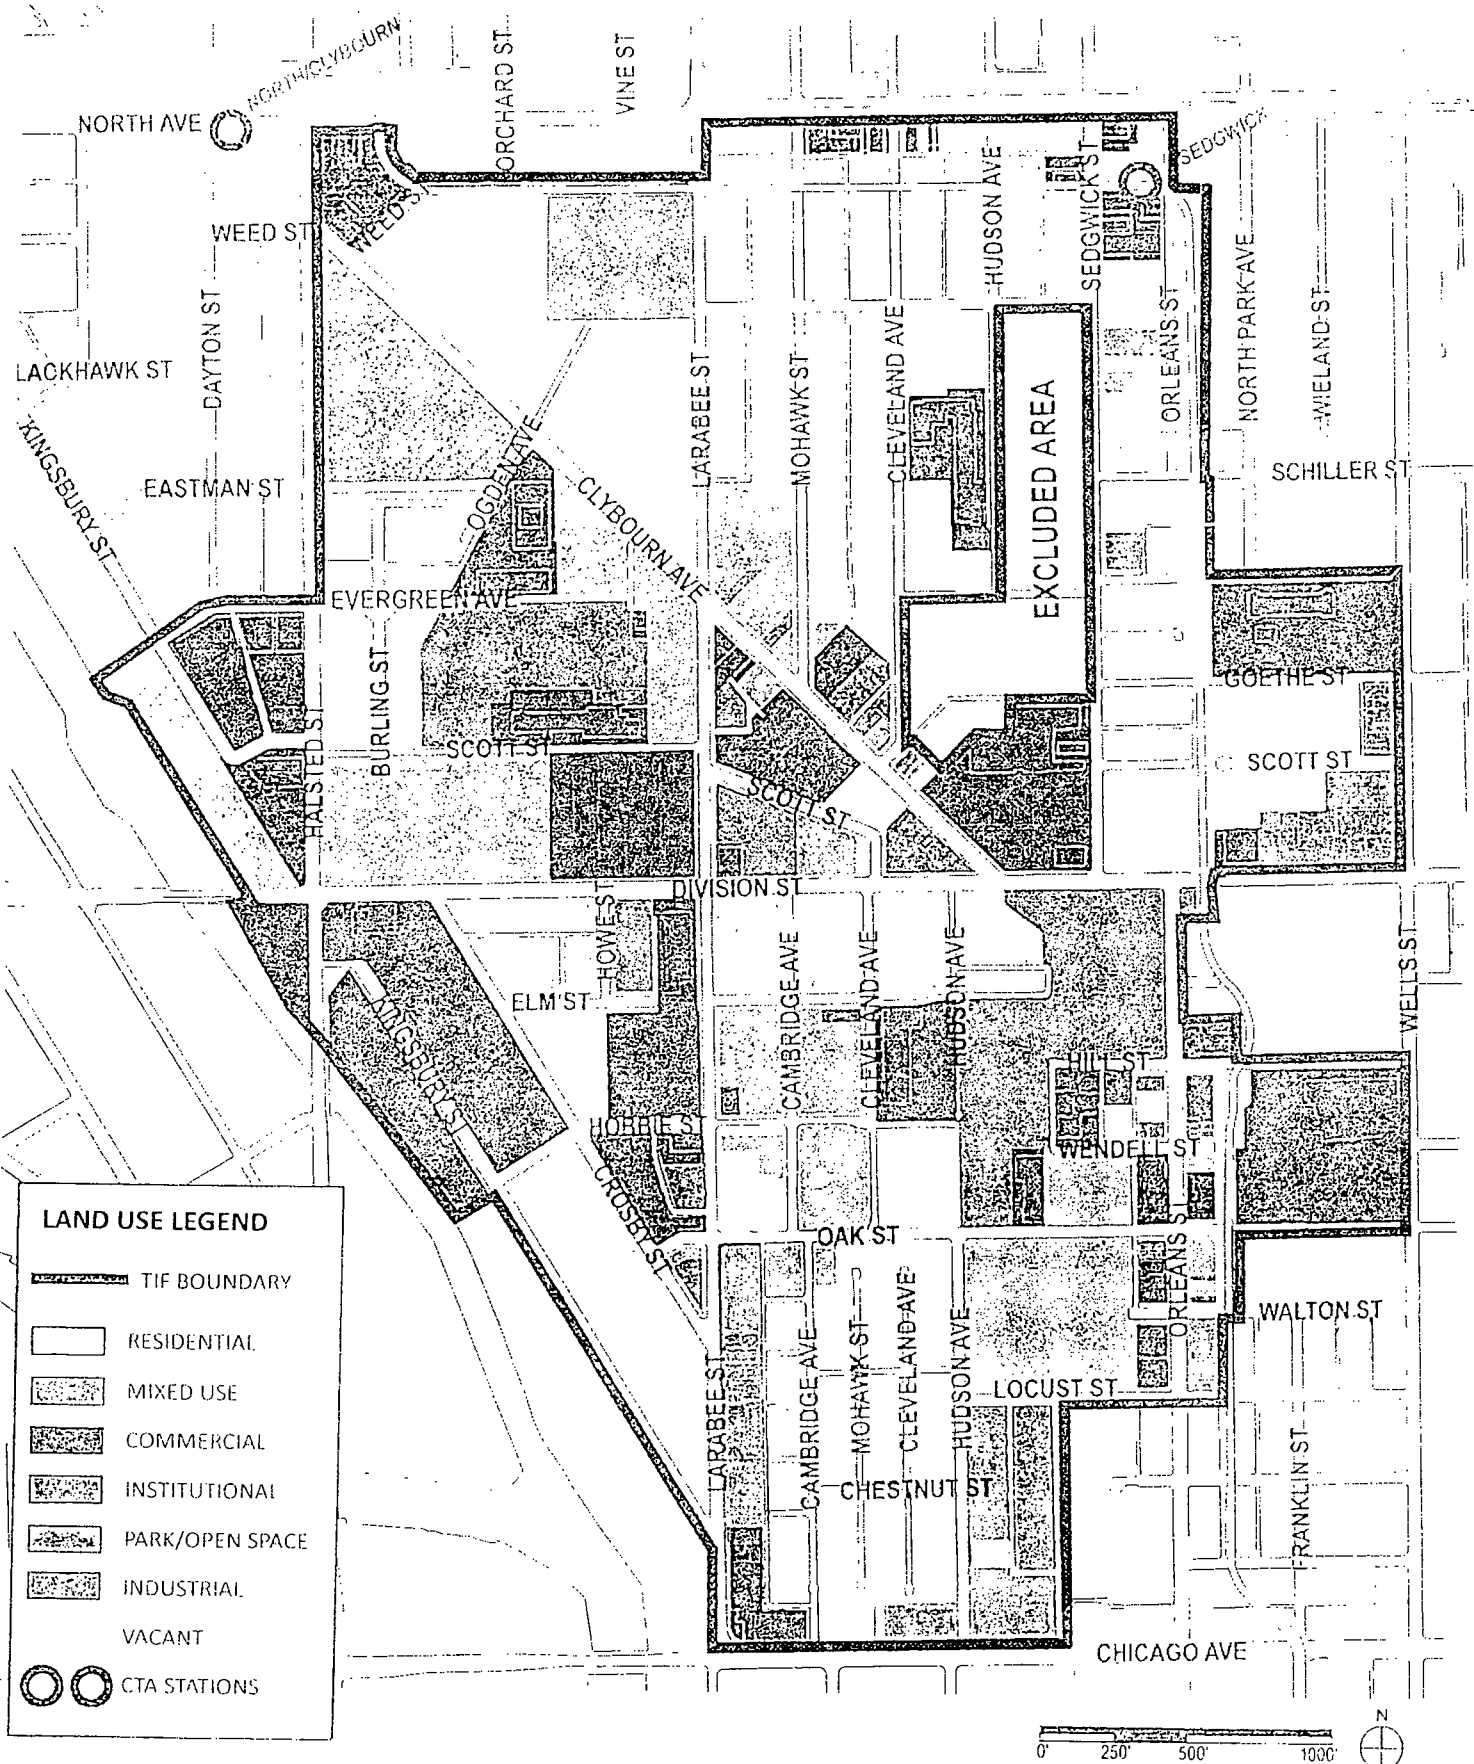 NORTH/CLYBOURN
ORCHARD ST
VINE ST
NORTH AVE
SEDGWICK
WEED ST
WEED ST
HUDSON AVE
SEDGWICK ST
DAYTON ST
ORLEANS ST
NORTH PARK AVE
WIELAND ST
LACKHAWK ST
LARABEE ST
MOHAWK ST
CLEVELAND AVE
EXCLUDED AREA
KINGSBURY ST
OGDEN AVE
SCHILLER ST
EASTMAN ST
CLYBOURN AVE
EVERGREEN AVE
BURLING ST
HALSTED ST
GOETHE ST
SCOTT ST
SCOTT ST
SCOTT ST
DIVISION ST
HOWE ST
CAMBRIDGE AVE
CLEVELAND AVE
HUDSON AVE
WELLS ST
ELM ST
KINGSBURY ST
HILL ST
HOBBIE ST
WENDELL ST
CROSBY ST
OAK ST
ORLEANS ST
WALTON ST
LARABEE ST
CAMBRIDGE AVE
MOHAWK ST
CLEVELAND AVE
HUDSON AVE
LOCUST ST
CHESTNUT ST
FRANKLIN ST
CHICAGO AVE
LAND USE LEGEND
TIF BOUNDARY
RESIDENTIAL
MIXED USE
COMMERCIAL
INSTITUTIONAL
PARK/OPEN SPACE
INDUSTRIAL
VACANT
CTA STATIONS
N
0' 250' 500' 1000'